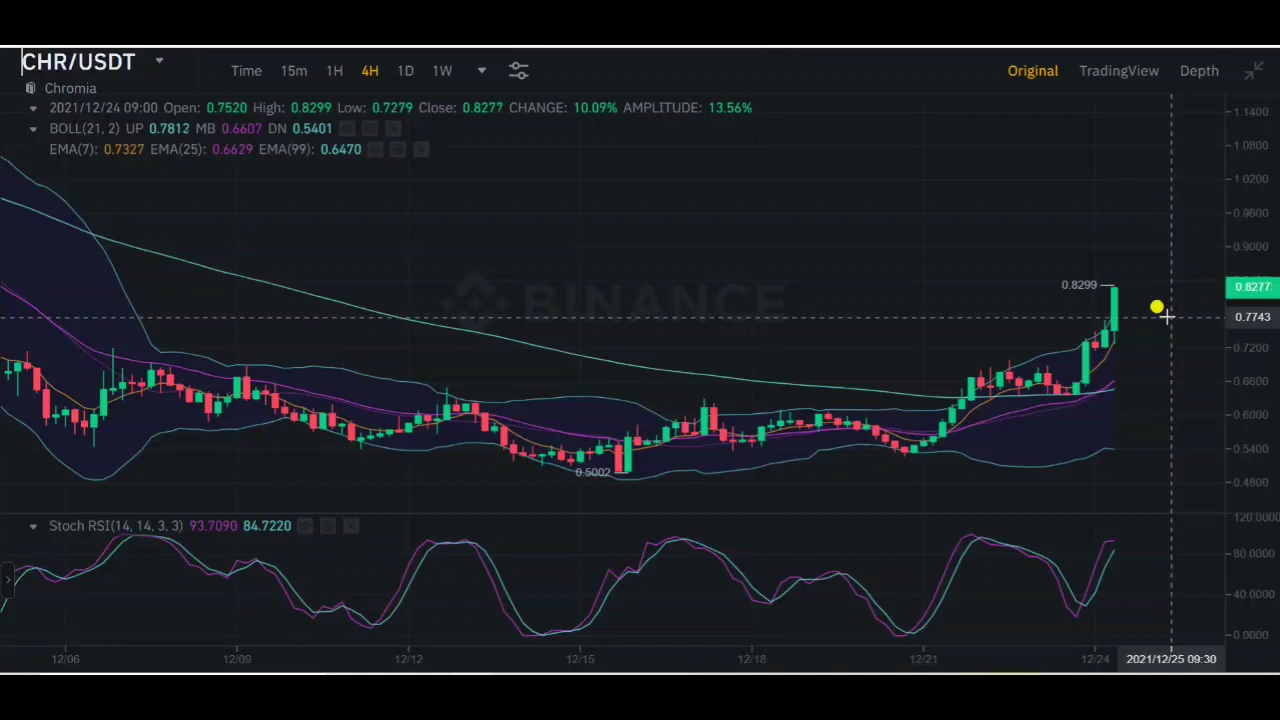 CHR/USDT
Chromia
Time 15m 1H 4H 1D 1W
Original TradingView Depth
2021/12/24 09:00 Open: 0.7520 High: 0.8299 Low: 0.7279 Close: 0.8277 CHANGE: 10.09% AMPLITUDE: 13.56%
BOLL(21, 2) UP 0.7812 MB 0.6607 DN 0.5401
EMA(7): 0.7327 EMA(25): 0.6629 EMA(99): 0.6470
1.1400
1.0800
1.0200
0.9600
0.9000
0.8299
0.8277
BINANCE
0.7743
0.7200
0.6600
0.6000
0.5400
0.5002
0.4800
Stoch RSI(14, 14, 3, 3) 93.7090 84.7220
120.0000
80.0000
40.0000
0.0000
12/06 12/09 12/12 12/15 12/18 12/21 12/24 2021/12/25 09:30